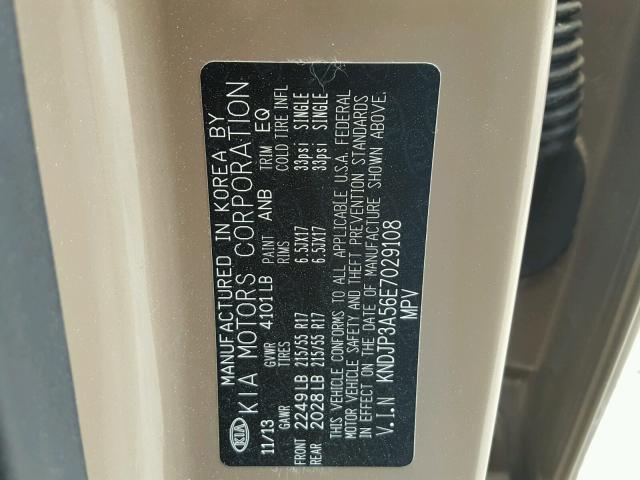 MANUFACTURED IN KOREA BY
KIA KIA MOTORS CORPORATION
11/13 GVWR 4101LB PAINT ANB TRIM EQ
GAWR TIRES RIMS COLD TIRE INFL
FRONT 2249LB 215/55 R17 6.5JX17 33psi SINGLE
REAR 2028LB 215/55 R17 6.5JX17 33psi SINGLE
THIS VEHICLE CONFORMS TO ALL APPLICABLE U.S.A. FEDERAL
MOTOR VEHICLE SAFETY AND THEFT PREVENTION STANDARDS
IN EFFECT ON THE DATE OF MANUFACTURE SHOWN ABOVE.
V.I.N KNDJTP3A56E7029108
MPV